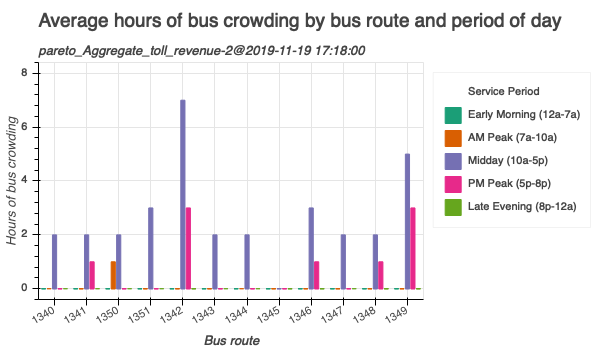 Average hours of bus crowding by bus route and period of day
pareto_Aggregate_toll_revenue-2@2019-11-19 17:18:00
8
6
4
2
0
Hours of bus crowding
1340
1341
1350
1351
1342
1343
1344
1345
1346
1347
1348
1349
Bus route
Service Period
Early Morning (12a-7a)
AM Peak (7a-10a)
Midday (10a-5p)
PM Peak (5p-8p)
Late Evening (8p-12a)